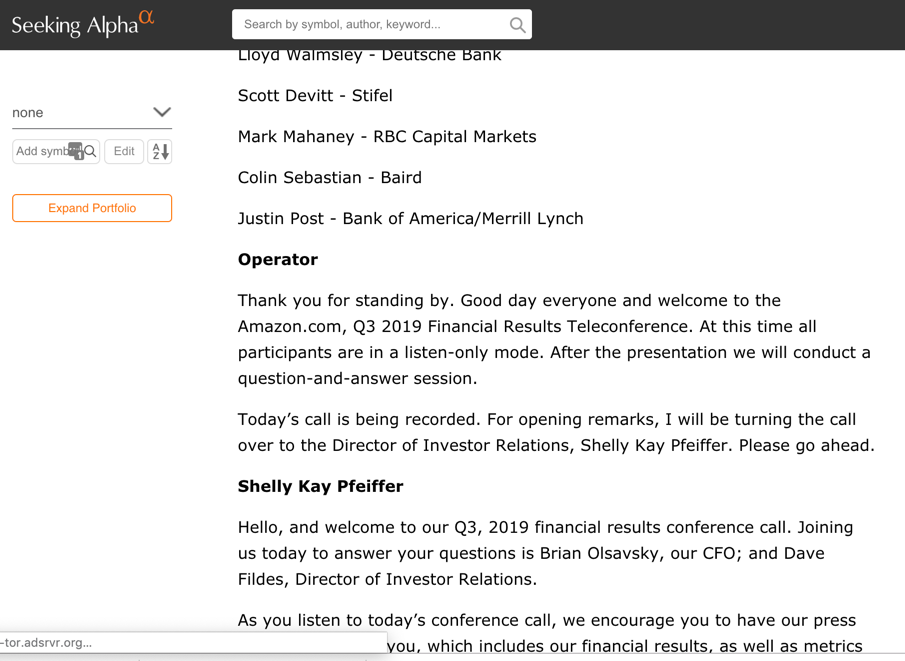 Seeking Alpha α
Search by symbol, author, keyword...
Lloyd Walmsley - Deutsche Bank
none
Scott Devitt - Stifel
Mark Mahaney - RBC Capital Markets
Add symb
Edit
A
Z
Colin Sebastian - Baird
Expand Portfolio
Justin Post - Bank of America/Merrill Lynch
Operator
Thank you for standing by. Good day everyone and welcome to the
Amazon.com, Q3 2019 Financial Results Teleconference. At this time all
participants are in a listen-only mode. After the presentation we will conduct a
question-and-answer session.
Today’s call is being recorded. For opening remarks, I will be turning the call
over to the Director of Investor Relations, Shelly Kay Pfeiffer. Please go ahead.
Shelly Kay Pfeiffer
Hello, and welcome to our Q3, 2019 financial results conference call. Joining
us today to answer your questions is Brian Olsavsky, our CFO; and Dave
Fildes, Director of Investor Relations.
As you listen to today’s conference call, we encourage you to have our press
-tor.adsrvr.org...
you, which includes our financial results, as well as metrics